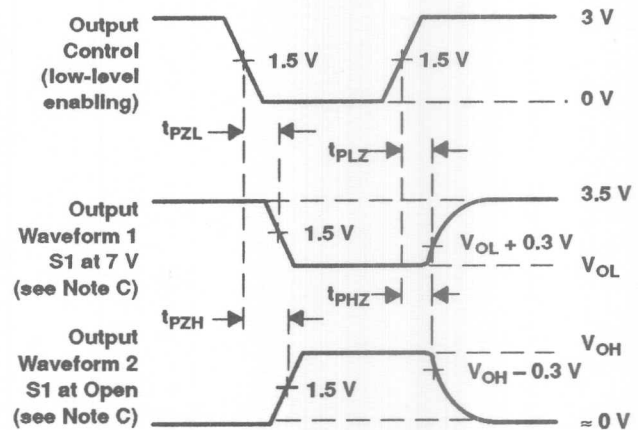 Output
Control
(low-level
enabling)
3 V
1.5 V
1.5 V
0 V
tPZL
tPLZ
3.5 V
Output
Waveform 1
S1 at 7 V
(see Note C)
1.5 V
VOL + 0.3 V
VOL
tPZH
tPHZ
Output
Waveform 2
S1 at Open
(see Note C)
VOH
VOH – 0.3 V
1.5 V
≈ 0 V